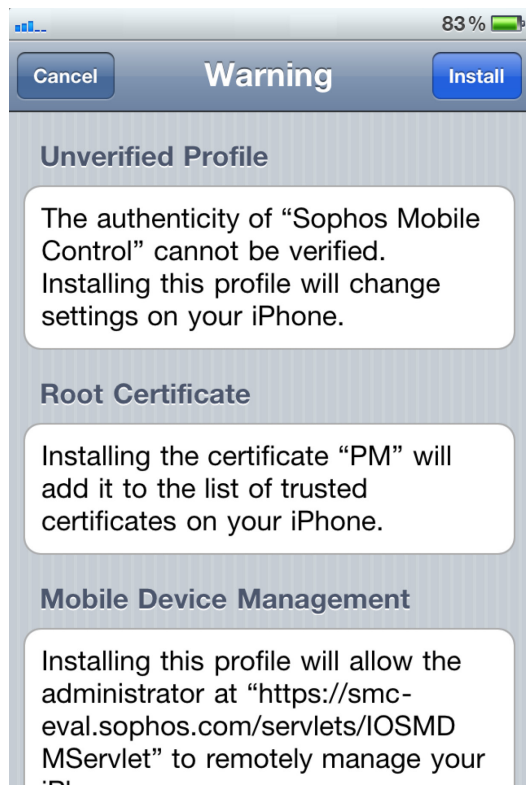 83%
Cancel
Warning
Install
Unverified Profile
The authenticity of “Sophos Mobile
Control” cannot be verified.
Installing this profile will change
settings on your iPhone.
Root Certificate
Installing the certificate “PM” will
add it to the list of trusted
certificates on your iPhone.
Mobile Device Management
Installing this profile will allow the
administrator at “https://smc-
eval.sophos.com/servlets/IOSMD
MServlet” to remotely manage your